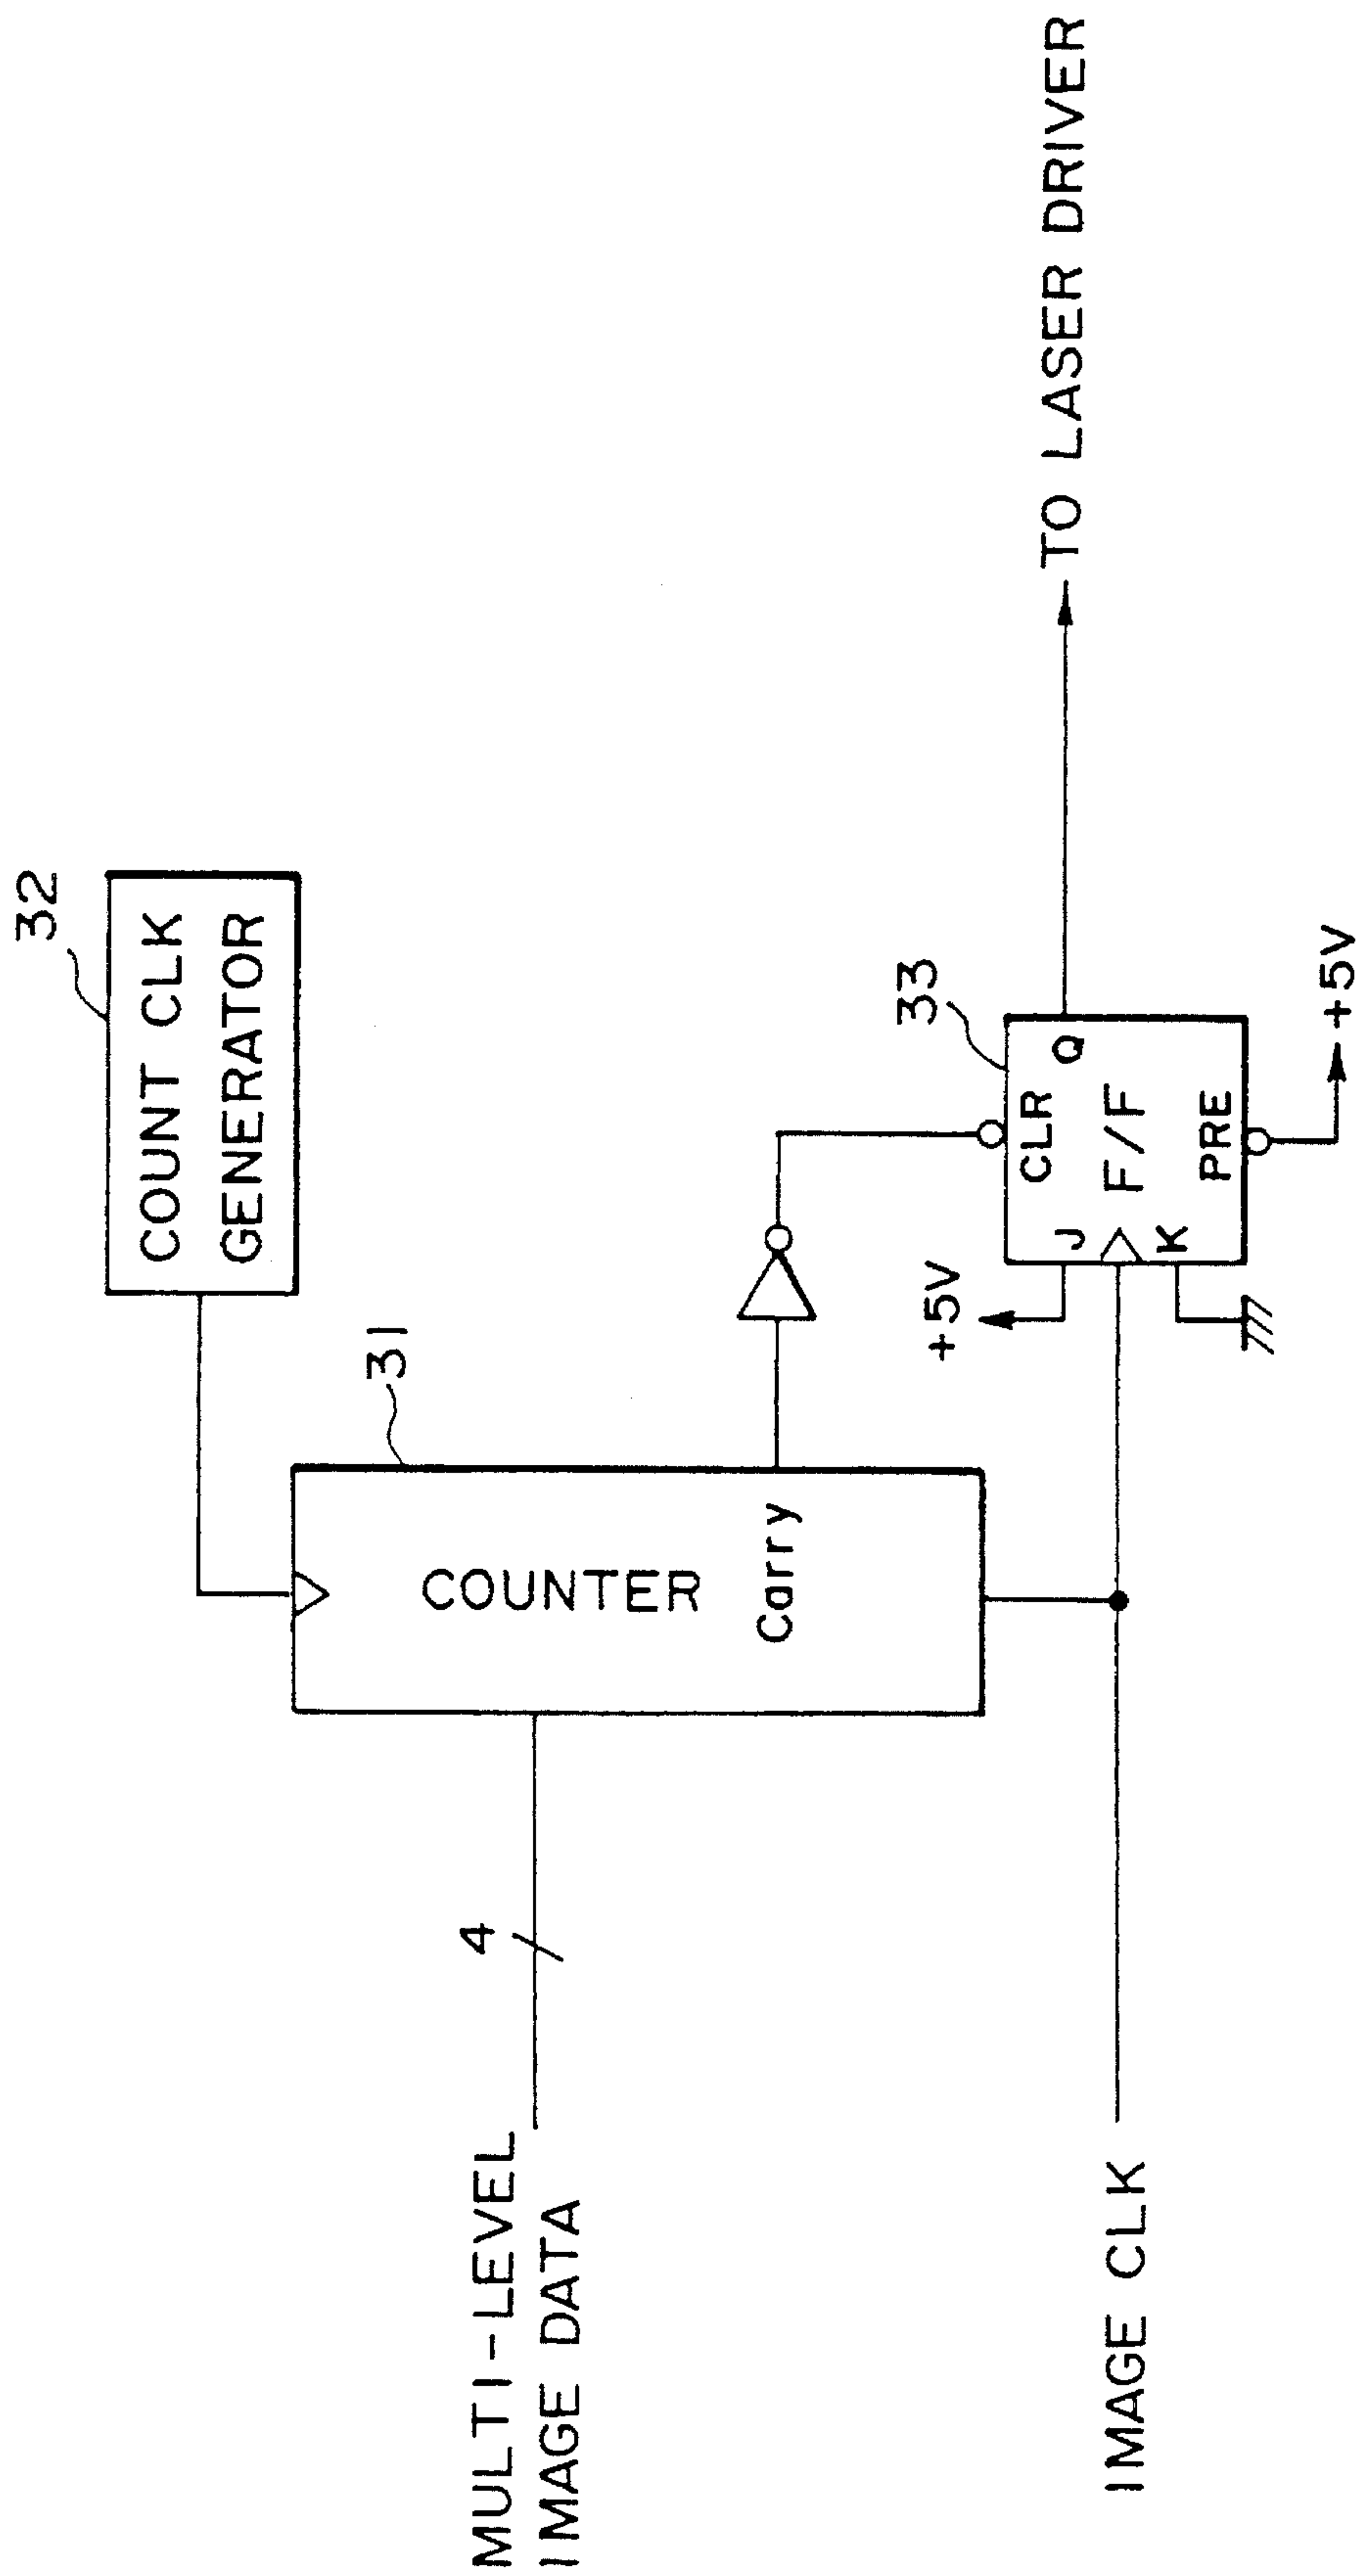 32
COUNT CLK
GENERATOR
31
COUNTER
Carry
4
MULTI-LEVEL
IMAGE DATA
IMAGE CLK
33
+5V
J
CLR
Q
F/F
K
PRE
+5V
TO LASER DRIVER